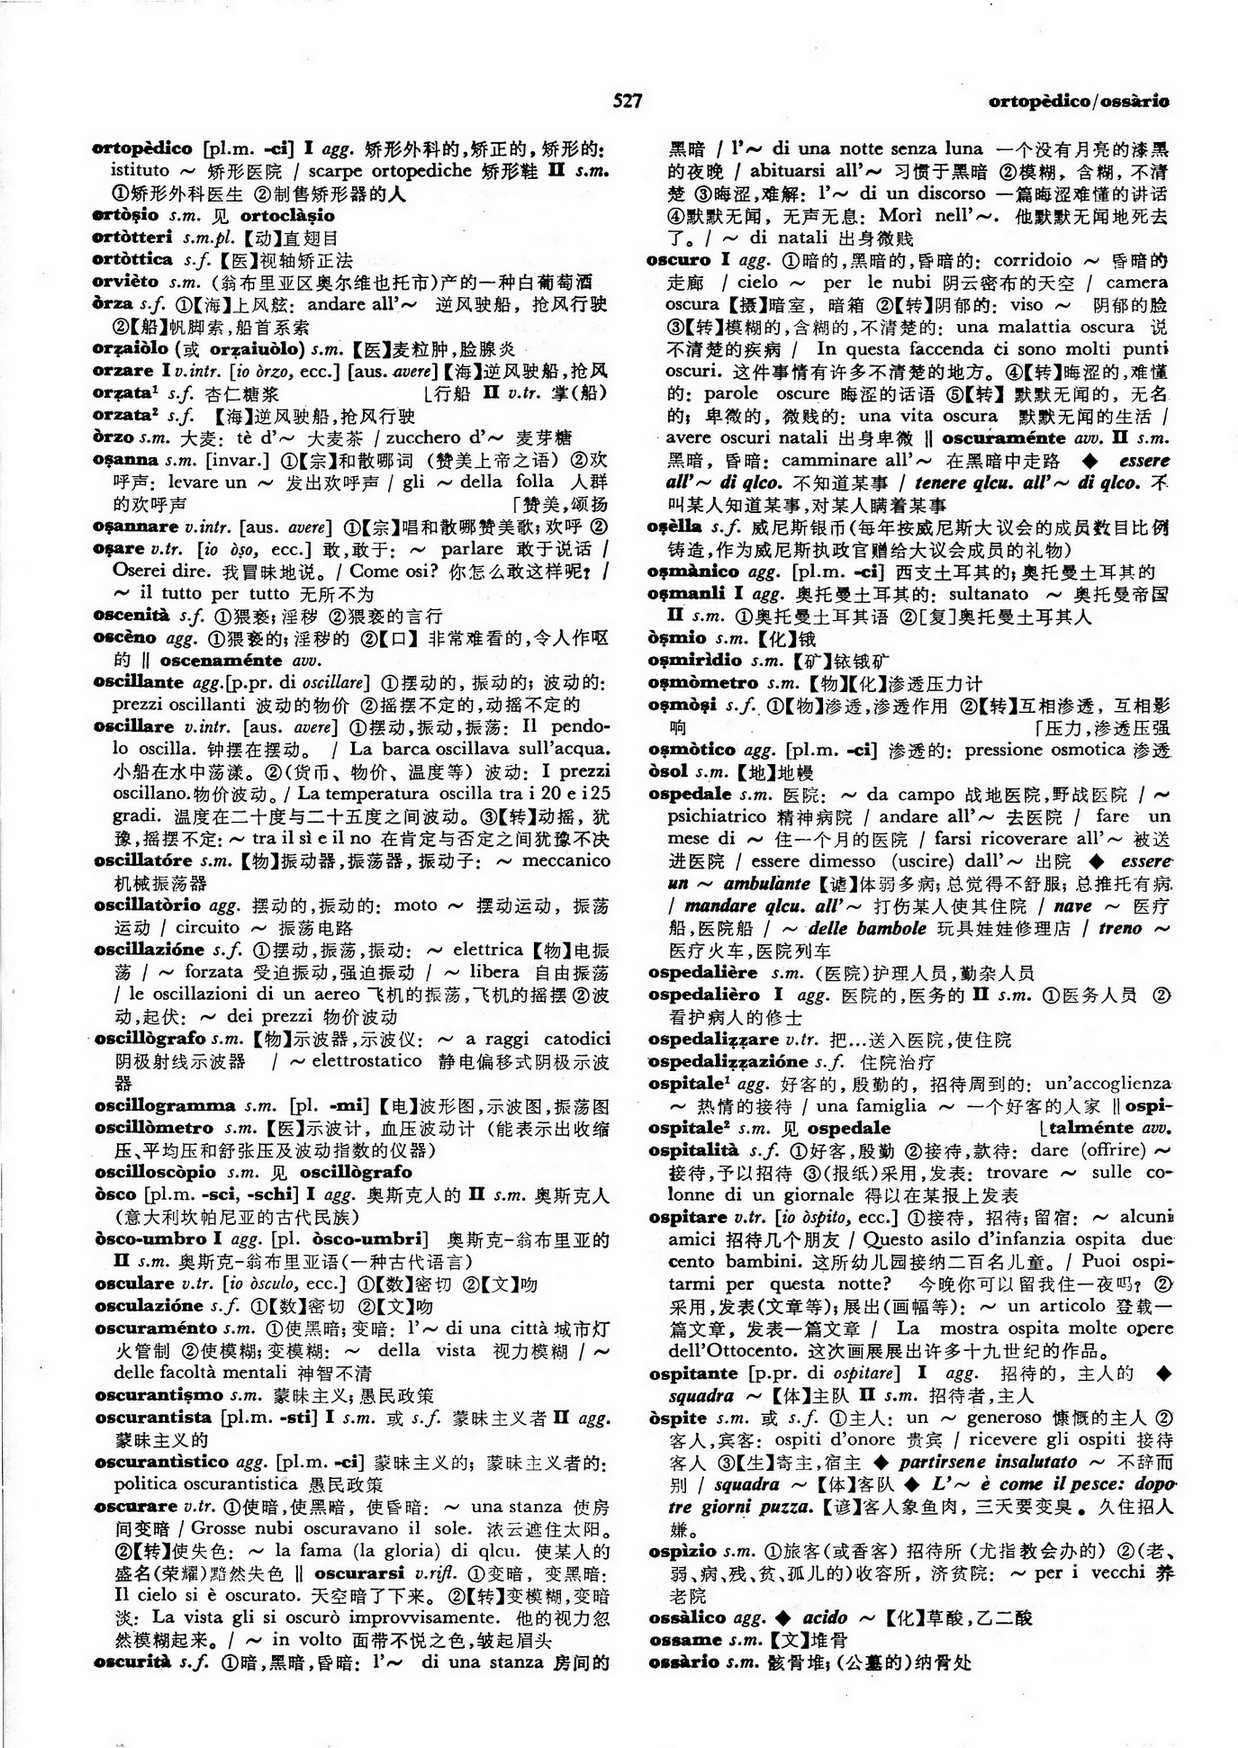 527
ortopèdico/ossàrio
ortopèdico [pl.m. -ci] I agg. 矫形外科的,矫正的,矫形的:
istituto ～ 矫形医院 / scarpe ortopediche 矫形鞋 II s.m.
①矫形外科医生 ②制售矫形器的人
ortòșio s.m. 见 ortoclàșio
ortòtteri s.m.pl. 【动】直翅目
ortòttica s.f. 【医】视轴矫正法
orvièto s.m. (翁布里亚区奥尔维也托市)产的一种白葡萄酒
òrza s.f. ①【海】上风舷: andare all'～ 逆风驶船, 抢风行驶
②【船】帆脚索,船首系索
orzaiòlo (或 orzaiuòlo) s.m. 【医】麦粒肿,睑腺炎
orzare I v.intr. [io òrzo, ecc.] [aus. avere]【海】逆风驶船,抢风
orzata¹ s.f. 杏仁糖浆 ⌊行船 II v.tr. 掌(船)
orzata² s.f. 【海】逆风驶船,抢风行驶
òrzo s.m. 大麦: tè d'～ 大麦茶 / zucchero d'～ 麦芽糖
oșanna s.m. [invar.] ①【宗】和散哪词 (赞美上帝之语) ②欢
呼声: levare un ～ 发出欢呼声 / gli ～ della folla 人群
的欢呼声 ⌈赞美,颂扬
oșannare v.intr. [aus. avere] ①【宗】唱和散哪赞美歌;欢呼 ②
oșare v.tr. [io òșo, ecc.] 敢,敢于: ～ parlare 敢于说话 /
Oserei dire. 我冒昧地说。/ Come osi? 你怎么敢这样呢? /
～ il tutto per tutto 无所不为
oscenità s.f. ①猥亵;淫秽 ②猥亵的言行
oscèno agg. ①猥亵的;淫秽的 ②【口】非常难看的,令人作呕
的 ‖ oscenaménte avv.
oscillante agg.[p.pr. di oscillare] ①摆动的, 振动的; 波动的:
prezzi oscillanti 波动的物价 ②摇摆不定的,动摇不定的
oscillare v.intr. [aus. avere] ①摆动,振动,振荡: Il pendo-
lo oscilla. 钟摆在摆动。 / La barca oscillava sull'acqua.
小船在水中荡漾。②(货币、物价、温度等) 波动: I prezzi
oscillano.物价波动。/ La temperatura oscilla tra i 20 e i 25
gradi. 温度在二十度与二十五度之间波动。③【转】动摇, 犹
豫,摇摆不定: ～ tra il sì e il no 在肯定与否定之间犹豫不决
oscillatóre s.m. 【物】振动器,振荡器, 振动子: ～ meccanico
机械振荡器
oscillatòrio agg. 摆动的,振动的: moto ～ 摆动运动, 振荡
运动 / circuito ～ 振荡电路
oscillazióne s.f. ①摆动,振荡,振动: ～ elettrica【物】电振
荡 / ～ forzata 受迫振动,强迫振动 / ～ libera 自由振荡
/ le oscillazioni di un aereo 飞机的振荡,飞机的摇摆 ②波
动,起伏: ～ dei prezzi 物价波动
oscillògrafo s.m. 【物】示波器,示波仪: ～ a raggi catodici
阴极射线示波器 / ～ elettrostatico 静电偏移式阴极示波
器
oscillogramma s.m. [pl. -mi]【电】波形图,示波图,振荡图
oscillòmetro s.m. 【医】示波计, 血压波动计 (能表示出收缩
压、平均压和舒张压及波动指数的仪器)
oscilloscòpio s.m. 见 oscillògrafo
òsco [pl.m. -sci, -schi] I agg. 奥斯克人的 II s.m. 奥斯克人
(意大利坎帕尼亚的古代民族)
òsco-umbro I agg. [pl. òsco-umbri] 奥斯克-翁布里亚的
II s.m. 奥斯克-翁布里亚语(一种古代语言)
osculare v.tr. [io òsculo, ecc.] ①【数】密切 ②【文】吻
osculazióne s.f. ①【数】密切 ②【文】吻
oscuraménto s.m. ①使黑暗;变暗: l'～ di una città 城市灯
火管制 ②使模糊;变模糊: ～ della vista 视力模糊 / ～
delle facoltà mentali 神智不清
oscurantișmo s.m. 蒙昧主义; 愚民政策
oscurantista [pl.m. -sti] I s.m. 或 s.f. 蒙昧主义者 II agg.
蒙昧主义的
oscurantìstico agg. [pl.m. -ci] 蒙昧主义的; 蒙昧主义者的:
politica oscurantistica 愚民政策
oscurare v.tr. ①使暗,使黑暗, 使昏暗: ～ una stanza 使房
间变暗 / Grosse nubi oscuravano il sole. 浓云遮住太阳。
②【转】使失色: ～ la fama (la gloria) di qlcu. 使某人的
盛名(荣耀)黯然失色 ‖ oscurarsi v.rifl. ①变暗, 变黑暗:
Il cielo si è oscurato. 天空暗了下来。②【转】变模糊,变暗
淡: La vista gli si oscurò improvvisamente. 他的视力忽
然模糊起来。/ ～ in volto 面带不悦之色,皱起眉头
oscurità s.f. ①暗,黑暗,昏暗: l'～ di una stanza 房间的
黑暗 / l'～ di una notte senza luna 一个没有月亮的漆黑
的夜晚 / abituarsi all'～ 习惯于黑暗 ②模糊, 含糊, 不清
楚 ③晦涩,难解: l'～ di un discorso 一篇晦涩难懂的讲话
④默默无闻, 无声无息: Morì nell'～. 他默默无闻地死去
了。/ ～ di natali 出身微贱
oscuro I agg. ①暗的,黑暗的,昏暗的: corridoio ～ 昏暗的
走廊 / cielo ～ per le nubi 阴云密布的天空 / camera
oscura【摄】暗室, 暗箱 ②【转】阴郁的: viso ～ 阴郁的脸
③【转】模糊的,含糊的,不清楚的: una malattia oscura 说
不清楚的疾病 / In questa faccenda ci sono molti punti
oscuri. 这件事情有许多不清楚的地方。④【转】晦涩的,难懂
的: parole oscure 晦涩的话语 ⑤【转】默默无闻的, 无名
的; 卑微的, 微贱的: una vita oscura 默默无闻的生活 /
avere oscuri natali 出身卑微 ‖ oscuraménte avv. II s.m.
黑暗, 昏暗: camminare all'～ 在黑暗中走路 ◆ essere
all'～ di qlco. 不知道某事 / tenere qlcu. all'～ di qlco. 不
叫某人知道某事,对某人瞒着某事
oșèlla s.f. 威尼斯银币(每年按威尼斯大议会的成员数目比例
铸造,作为威尼斯执政官赠给大议会成员的礼物)
oșmànico agg. [pl.m. -ci] 西支土耳其的;奥托曼土耳其的
oșmanli I agg. 奥托曼土耳其的: sultanato ～ 奥托曼帝国
II s.m. ①奥托曼土耳其语 ②[复]奥托曼土耳其人
òșmio s.m. 【化】锇
oșmirìdio s.m. 【矿】铱锇矿
oșmòmetro s.m. 【物】【化】渗透压力计
oșmòși s.f. ①【物】渗透,渗透作用 ②【转】互相渗透, 互相影
响 ⌈压力,渗透压强
oșmòtico agg. [pl.m. -ci] 渗透的: pressione osmotica 渗透
òsol s.m. 【地】地幔
ospedale s.m. 医院: ～ da campo 战地医院,野战医院 / ～
psichiatrico 精神病院 / andare all'～ 去医院 / fare un
mese di ～ 住一个月的医院 / farsi ricoverare all'～ 被送
进医院 / essere dimesso (uscire) dall'～ 出院 ◆ essere
un ～ ambulante【谑】体弱多病;总觉得不舒服;总推托有病
/ mandare qlcu. all'～ 打伤某人使其住院 / nave ～ 医疗
船,医院船 / ～ delle bambole 玩具娃娃修理店 / treno ～
医疗火车,医院列车
ospedalière s.m. (医院)护理人员,勤杂人员
ospedalièro I agg. 医院的,医务的 II s.m. ①医务人员 ②
看护病人的修士
ospedalizzare v.tr. 把…送入医院,使住院
ospedalizzazióne s.f. 住院治疗
ospitale¹ agg. 好客的, 殷勤的, 招待周到的: un'accoglienza
～ 热情的接待 / una famiglia ～ 一个好客的人家 ‖ ospi-
ospitale² s.m. 见 ospedale ⌊talménte avv.
ospitalità s.f. ①好客,殷勤 ②接待,款待: dare (offrire) ～
接待,予以招待 ③(报纸)采用,发表: trovare ～ sulle co-
lonne di un giornale 得以在某报上发表
ospitare v.tr. [io òspito, ecc.] ①接待, 招待;留宿: ～ alcuni
amici 招待几个朋友 / Questo asilo d'infanzia ospita due
cento bambini. 这所幼儿园接纳二百名儿童。/ Puoi ospi-
tarmi per questa notte? 今晚你可以留我住一夜吗? ②
采用,发表(文章等);展出(画幅等): ～ un articolo 登载一
篇文章, 发表一篇文章 / La mostra ospita molte opere
dell'Ottocento. 这次画展展出许多十九世纪的作品。
ospitante [p.pr. di ospitare] I agg. 招待的, 主人的 ◆
squadra ～【体】主队 II s.m. 招待者,主人
òspite s.m. 或 s.f. ①主人: un ～ generoso 慷慨的主人 ②
客人,宾客: ospiti d'onore 贵宾 / ricevere gli ospiti 接待
客人 ③【生】寄主,宿主 ◆ partirsene insalutato ～ 不辞而
别 / squadra ～【体】客队 ◆ L'～ è come il pesce: dopo
tre giorni puzza.【谚】客人象鱼肉, 三天要变臭。久住招人
嫌。
ospìzio s.m. ①旅客(或香客) 招待所 (尤指教会办的) ②(老、
弱、病、残、贫、孤儿的)收容所, 济贫院: ～ per i vecchi 养
老院
ossàlico agg. ◆ acido ～【化】草酸,乙二酸
ossame s.m. 【文】堆骨
ossàrio s.m. 骸骨堆;(公墓的)纳骨处